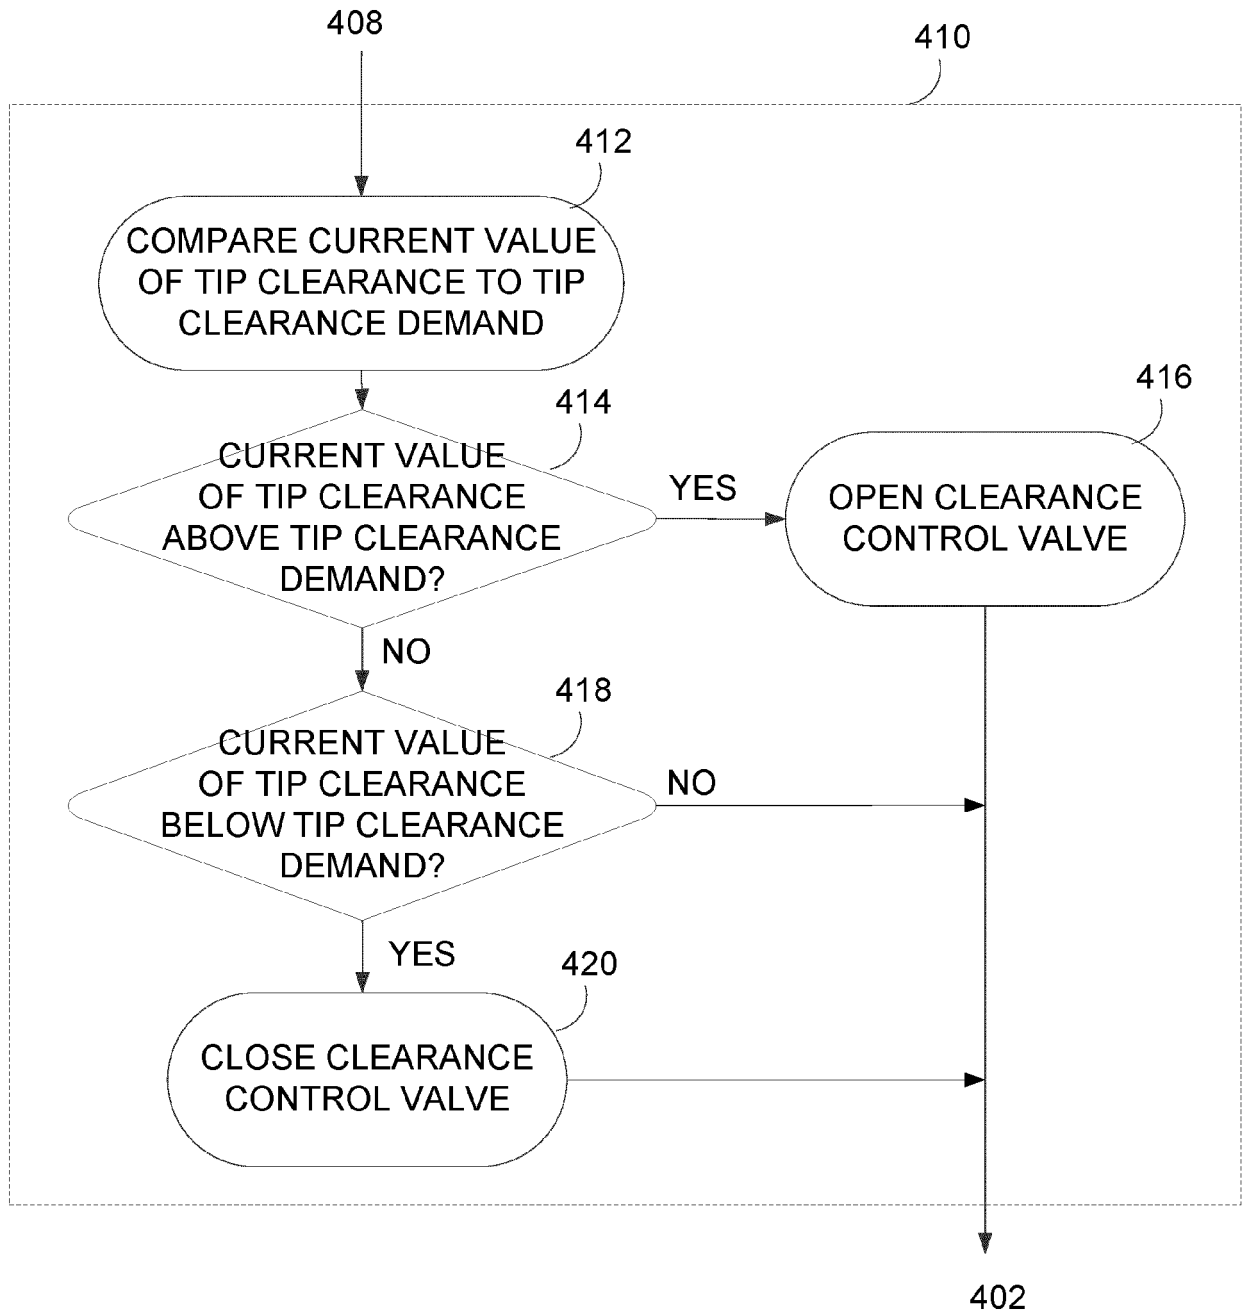 408
410
412
COMPARE CURRENT VALUE
OF TIP CLEARANCE TO TIP
CLEARANCE DEMAND
414
CURRENT VALUE
OF TIP CLEARANCE
ABOVE TIP CLEARANCE
DEMAND?
YES
416
OPEN CLEARANCE
CONTROL VALVE
NO
418
CURRENT VALUE
OF TIP CLEARANCE
BELOW TIP CLEARANCE
DEMAND?
NO
YES
420
CLOSE CLEARANCE
CONTROL VALVE
402